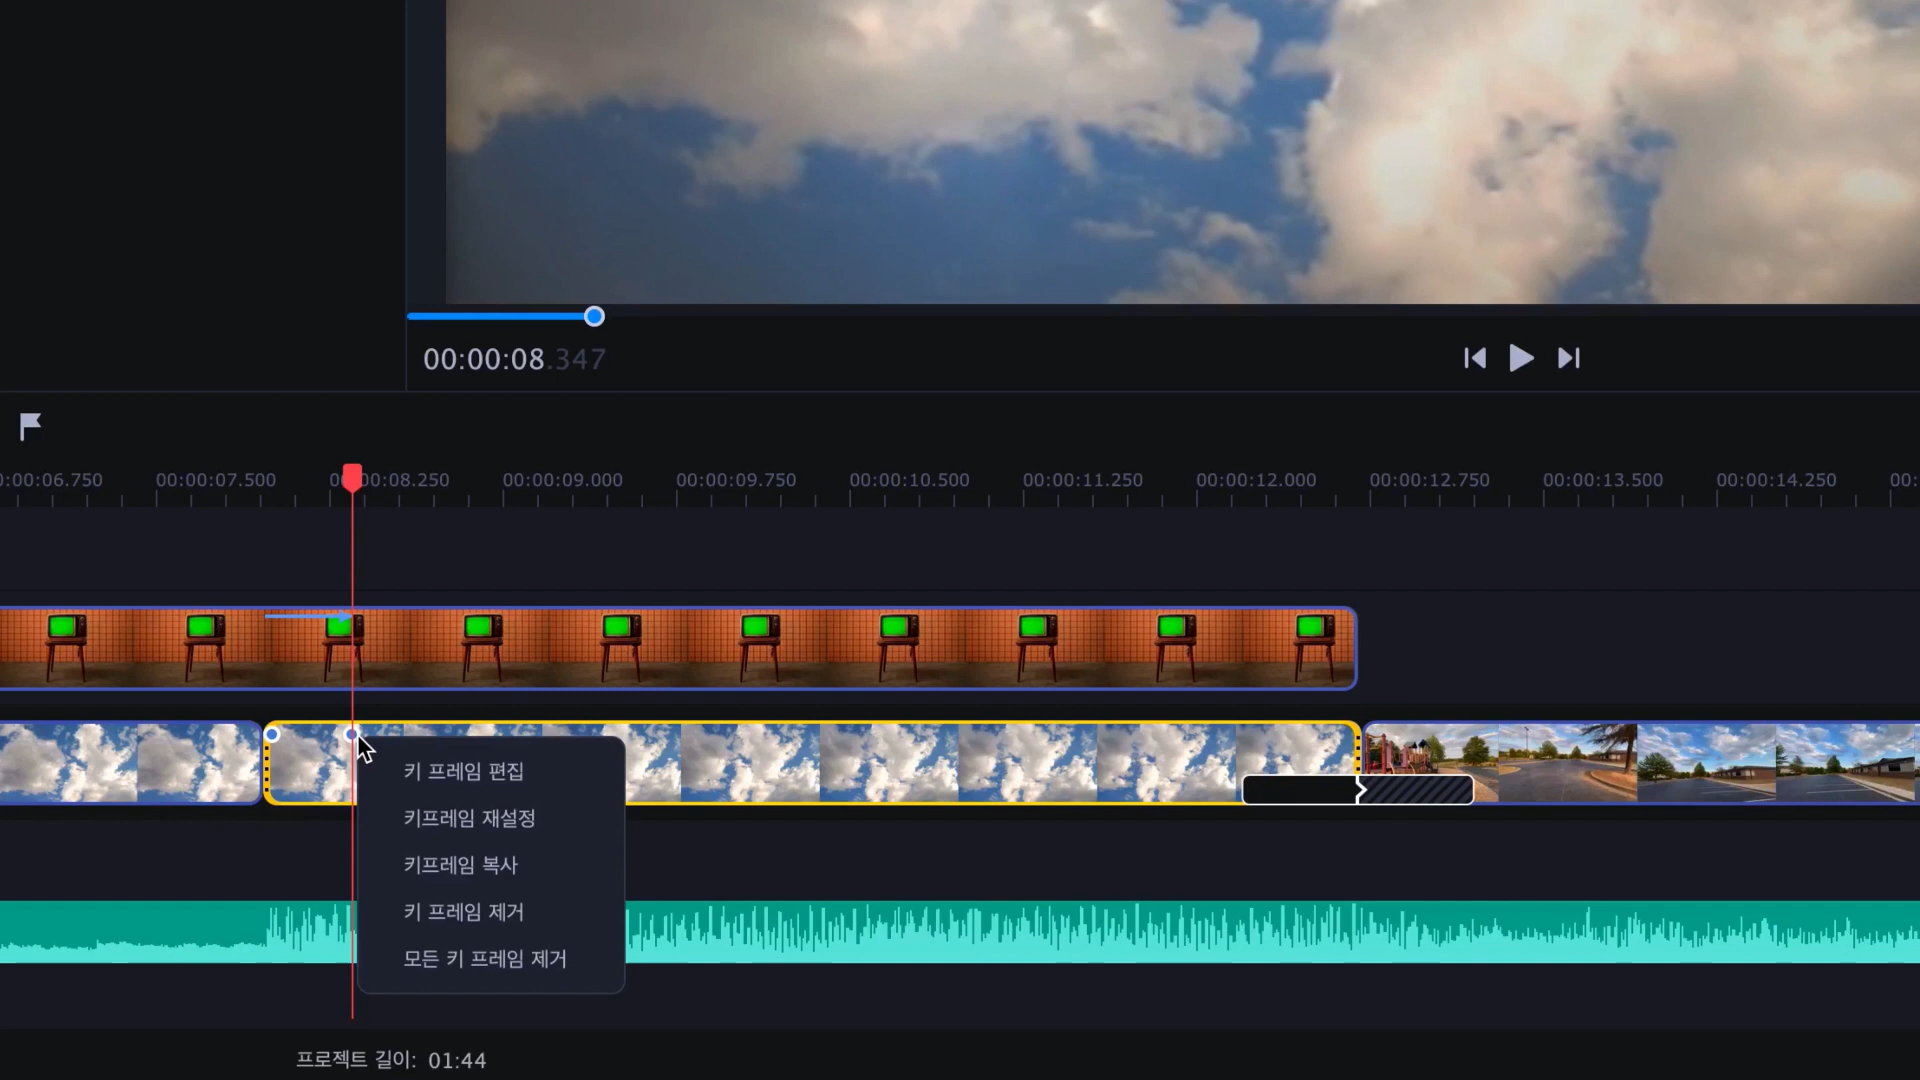 00:00:08.347
00:00:06.750 00:00:07.500 00:00:08.250 00:00:09.000 00:00:09.750 00:00:10.500 00:00:11.250 00:00:12.000 00:00:12.750 00:00:13.500 00:00:14.250 00:
키 프레임 편집
키프레임 재설정
키프레임 복사
키 프레임 제거
모든 키 프레임 제거
프로젝트 길이: 01:44